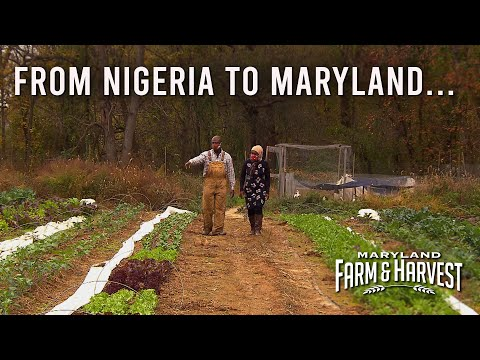 FROM NIGERIA TO MARYLAND...
MARYLAND
FARM & HARVEST